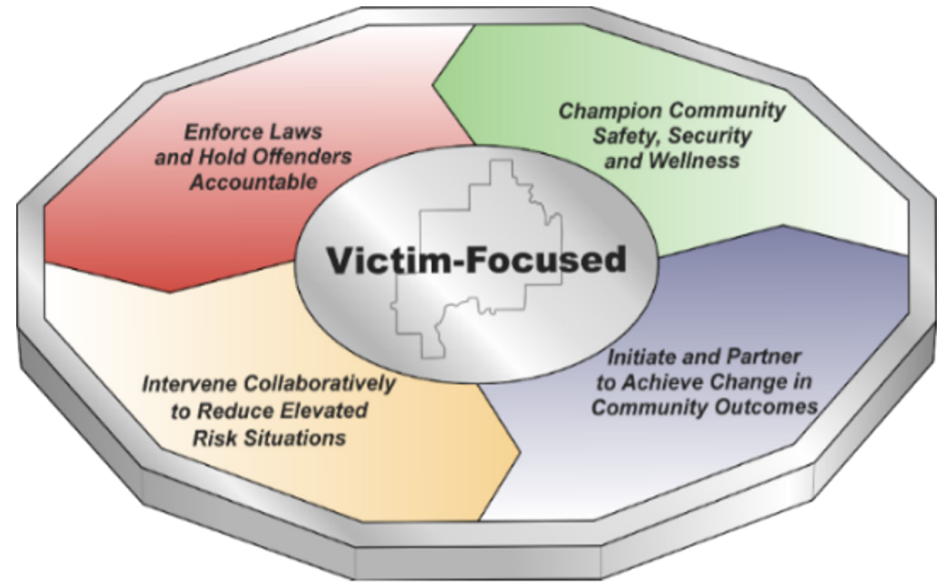 Enforce Laws
and Hold Offenders
Accountable
Champion Community
Safety, Security
and Wellness
Victim-Focused
Intervene Collaboratively
to Reduce Elevated
Risk Situations
Initiate and Partner
to Achieve Change in
Community Outcomes